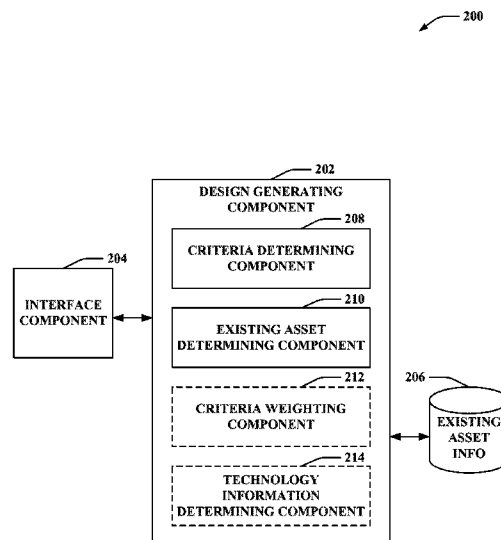 200
202
DESIGN GENERATING
COMPONENT
208
CRITERIA DETERMINING
COMPONENT
204
INTERFACE
COMPONENT
210
EXISTING ASSET
DETERMINING COMPONENT
212
CRITERIA WEIGHTING
COMPONENT
206
EXISTING
ASSET
INFO
214
TECHNOLOGY
INFORMATION
DETERMINING COMPONENT